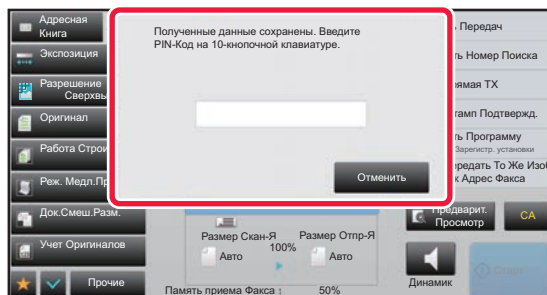 Адресная
Книга
Экспозиция
Разрешение
Сверхвы
Оригинал
Работа Строи
Реж. Медл.Пр
Док.Смеш.Разм.
Учет Оригиналов
Прочие
Полученные данные сохранены. Введите
PIN-Код на 10-кнопочной клавиатуре.
Отменить
Размер Скан-Я
Авто
100%
Размер Отпр-Я
Авто
Память приема Факса :
50%
Передач
ть Номер Поиска
ямая TX
тамп Подтвержд.
ть Программу
Зарегистр. установки
ередать То Же Изоб
к Адрес Факса
Предварит.
Просмотр
CA
Динамик
Старт